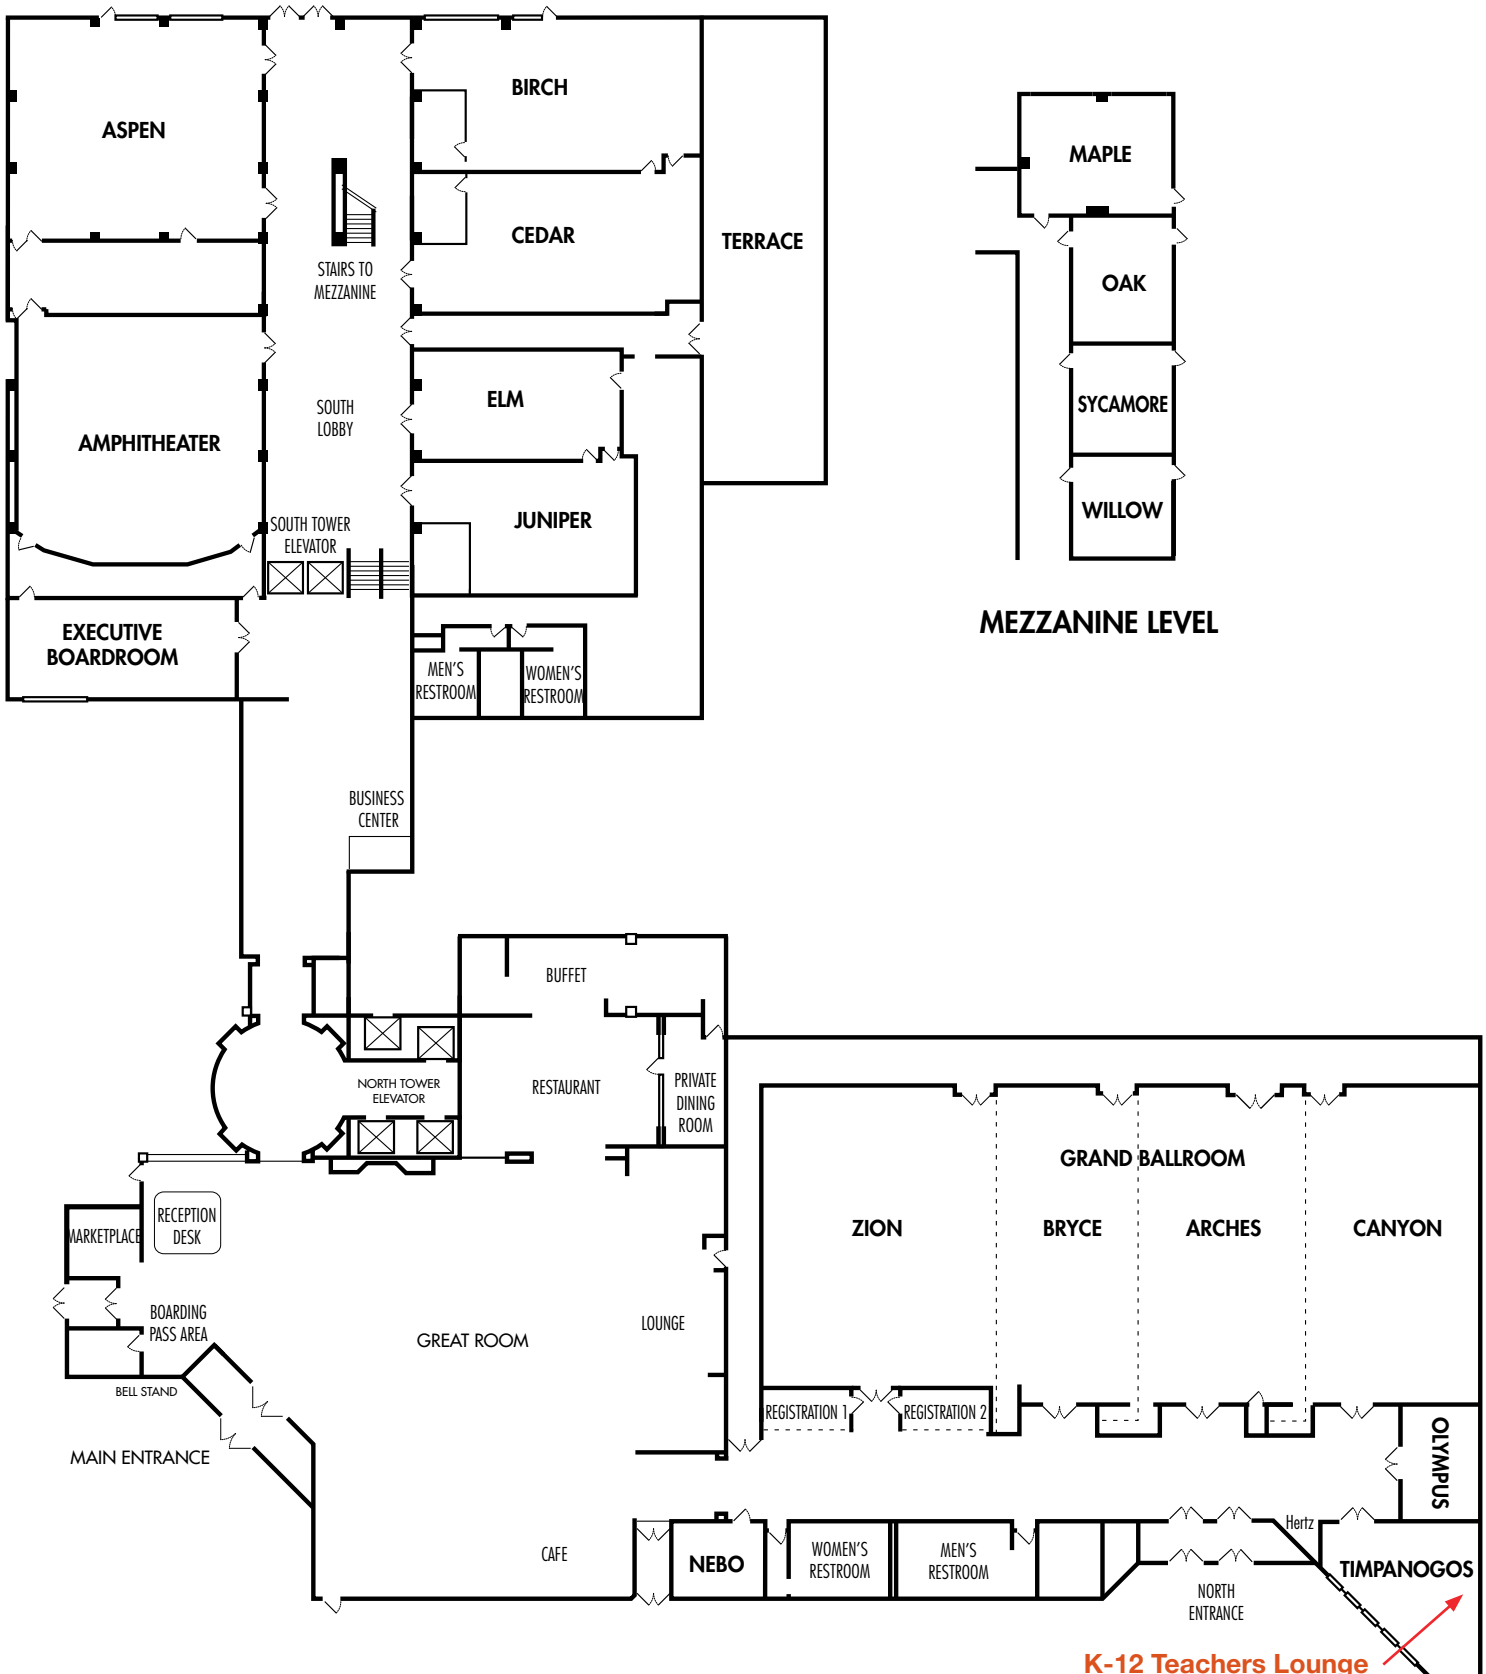 BIRCH
ASPEN
MAPLE
CEDAR
TERRACE
STAIRS TO
MEZZANINE
OAK
ELM
SOUTH
LOBBY
SYCAMORE
AMPHITHEATER
WILLOW
SOUTH TOWER
ELEVATOR
JUNIPER
MEZZANINE LEVEL
EXECUTIVE
BOARDROOM
MEN'S
RESTROOM
WOMEN'S
RESTROOM
BUSINESS
CENTER
BUFFET
NORTH TOWER
ELEVATOR
RESTAURANT
PRIVATE
DINING
ROOM
GRAND BALLROOM
ZION
BRYCE
ARCHES
CANYON
MARKETPLACE
RECEPTION
DESK
BOARDING
PASS AREA
GREAT ROOM
LOUNGE
BELL STAND
REGISTRATION 1
REGISTRATION 2
MAIN ENTRANCE
OLYMPUS
Hertz
CAFE
NEBO
WOMEN'S
RESTROOM
MEN'S
RESTROOM
TIMPANOGOS
NORTH
ENTRANCE
K-12 Teachers Lounge